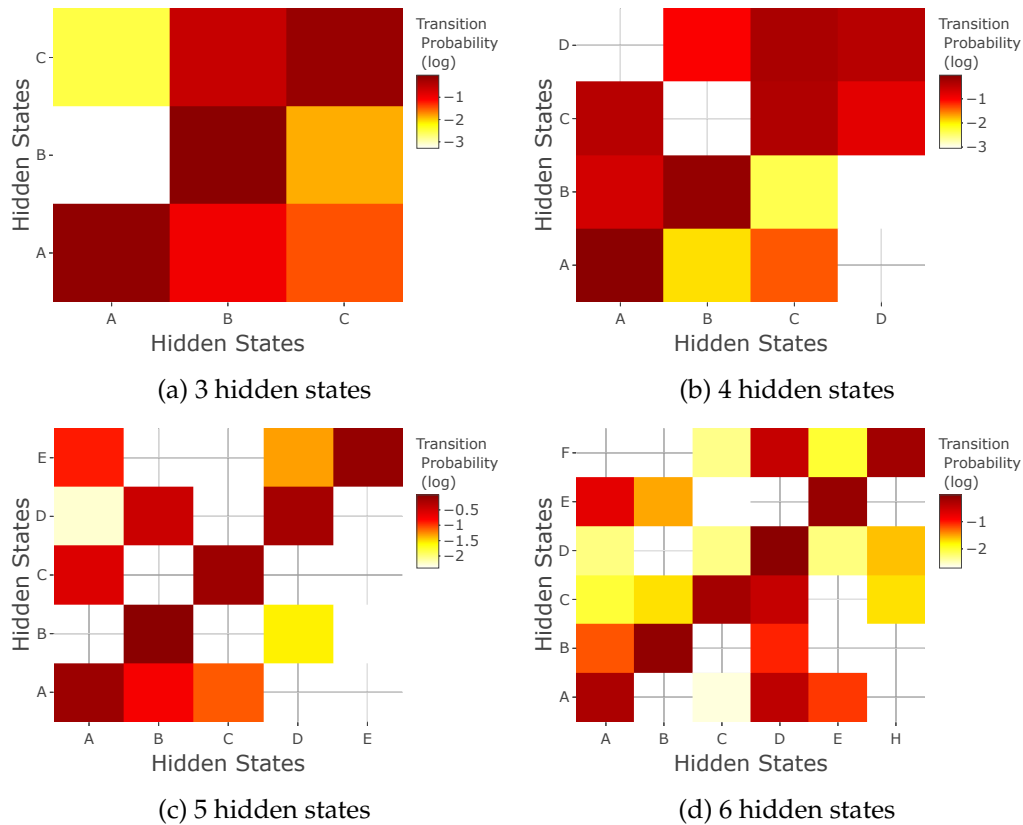 Transition
Probability
(log)
−1
−2
−3
C
B
A
Hidden States
A B C
Hidden States
(a) 3 hidden states
Transition
Probability
(log)
−1
−2
−3
D
C
B
A
Hidden States
A B C D
Hidden States
(b) 4 hidden states
Transition
Probability
(log)
−0.5
−1
−1.5
−2
E
D
C
B
A
Hidden States
A B C D E
Hidden States
(c) 5 hidden states
Transition
Probability
(log)
−1
−2
F
E
D
C
B
A
Hidden States
A B C D E H
Hidden States
(d) 6 hidden states